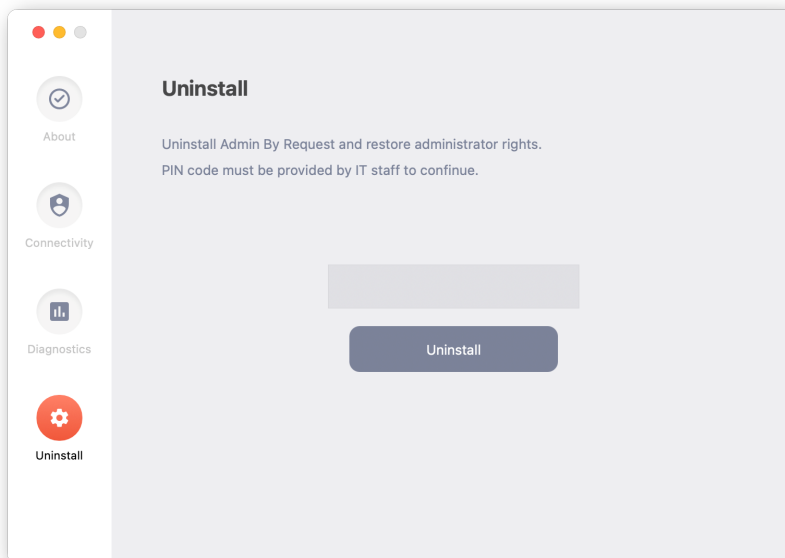 About
Connectivity
Diagnostics
Uninstall
Uninstall
Uninstall Admin By Request and restore administrator rights.
PIN code must be provided by IT staff to continue.
Uninstall